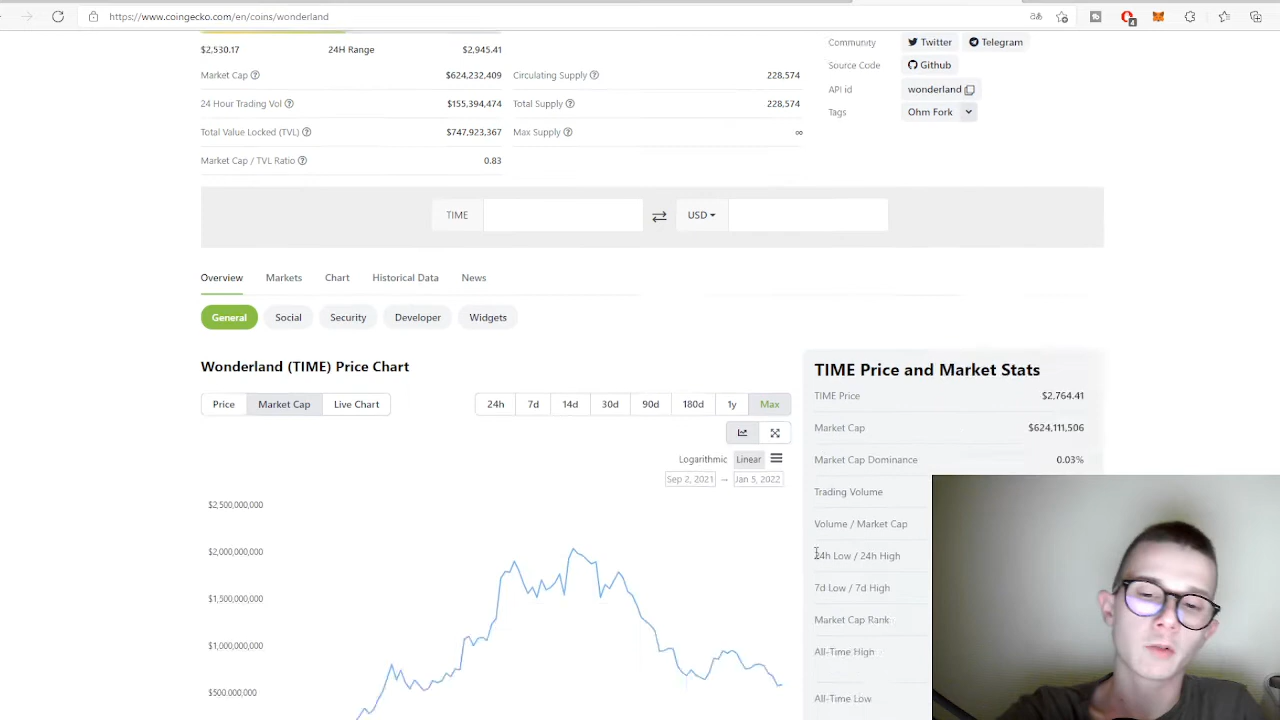 https://www.coingecko.com/en/coins/wonderland
4
$2,530.17 24H Range $2,945.41
Market Cap $624,232,409
24 Hour Trading Vol $155,394,474
Total Value Locked (TVL) $747,923,367
Market Cap / TVL Ratio 0.83
Circulating Supply 228,574
Total Supply 228,574
Max Supply ∞
Community Twitter Telegram
Source Code Github
API id wonderland
Tags Ohm Fork
TIME USD
Overview Markets Chart Historical Data News
General Social Security Developer Widgets
Wonderland (TIME) Price Chart
Price Market Cap Live Chart 24h 7d 14d 30d 90d 180d 1y Max
Logarithmic Linear
Sep 2, 2021 → Jan 5, 2022
$2,500,000,000
$2,000,000,000
$1,500,000,000
$1,000,000,000
$500,000,000
TIME Price and Market Stats
TIME Price $2,764.41
Market Cap $624,111,506
Market Cap Dominance 0.03%
Trading Volume
Volume / Market Cap
24h Low / 24h High
7d Low / 7d High
Market Cap Rank
All-Time High
All-Time Low